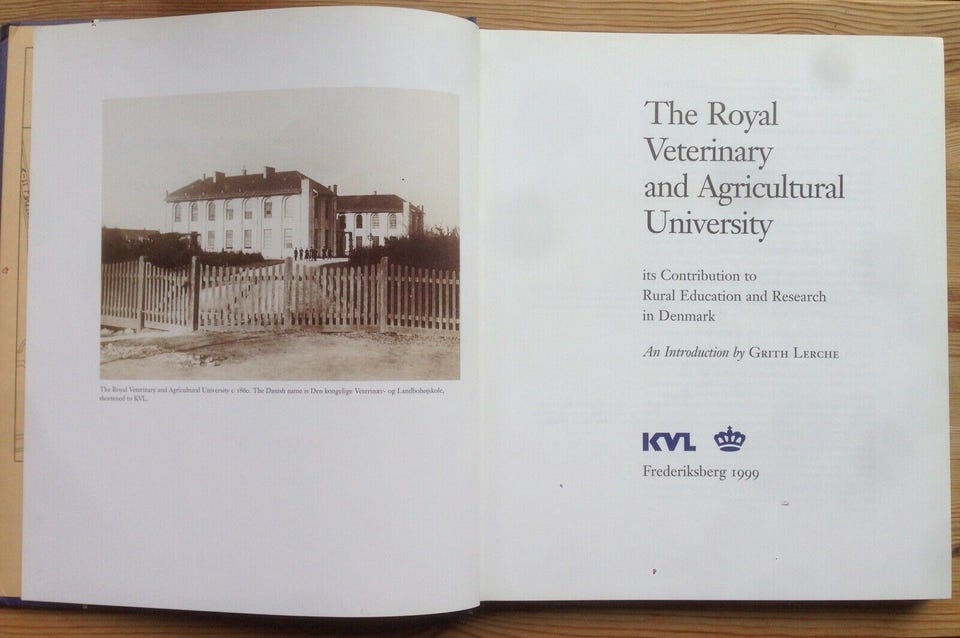 The Royal Veterinary and Agricultural University c. 1860. The Danish name is Den kongelige Veterinær- og Landbohøjskole,
shortened to KVL.
The Royal
Veterinary
and Agricultural
University
its Contribution to
Rural Education and Research
in Denmark
An Introduction by GRITH LERCHE
KVL
Frederiksberg 1999